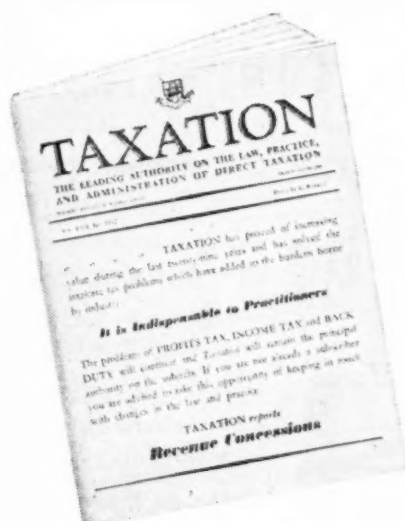 TAXATION
THE LEADING AUTHORITY ON THE LAW, PRACTICE,
AND ADMINISTRATION OF DIRECT TAXATION
TAXATION has proved of increasing
value during the last twenty-nine years and has solved the
intricate tax problems which have added to the burdens borne
by industry.
It is Indispensable to Practitioners
The problems of PROFITS TAX, INCOME TAX and BACK
DUTY will continue and Taxation will remain the principal
authority on the subjects. If you are not already a subscriber
you are advised to take this opportunity of keeping in touch
with changes in the law and practice.
TAXATION reports
Revenue Concessions